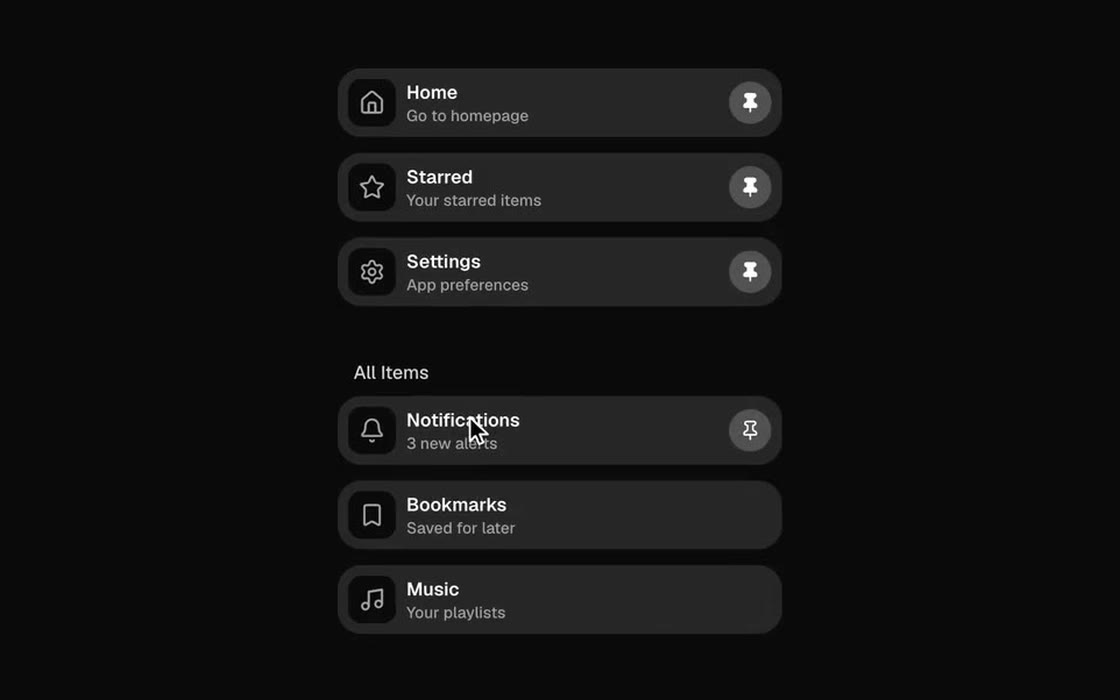 Home
Go to homepage
Starred
Your starred items
Settings
App preferences
All Items
Notifications
3 new alerts
Bookmarks
Saved for later
Music
Your playlists